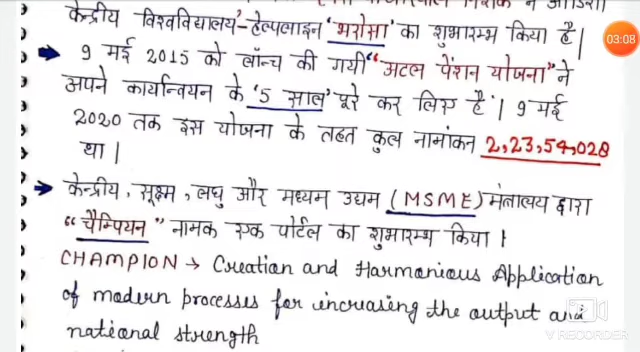 केन्द्रीय विश्वविद्यालय-हेल्पलाइन 'भरोसा' का शुभारम्भ किया है|
→ 9 मई 2015 को लॉन्च की गयी "अटल पेंशन योजना" ने
अपने कार्यान्वयन के '5 साल' पूरे कर लिए हैं| 9 मई
2020 तक इस योजना के तहत कुल नामांकन 2,23,54,028
था |
→ केन्द्रीय, सूक्ष्म, लघु और मध्यम उद्यम (MSME) मंत्रालय द्वारा
"चैम्पियन" नामक एक पोर्टल का शुभारम्भ किया |
CHAMPION → Creation and Harmonious Application
of modern processes for increasing the output and
national strength
03:08
V RECORDER